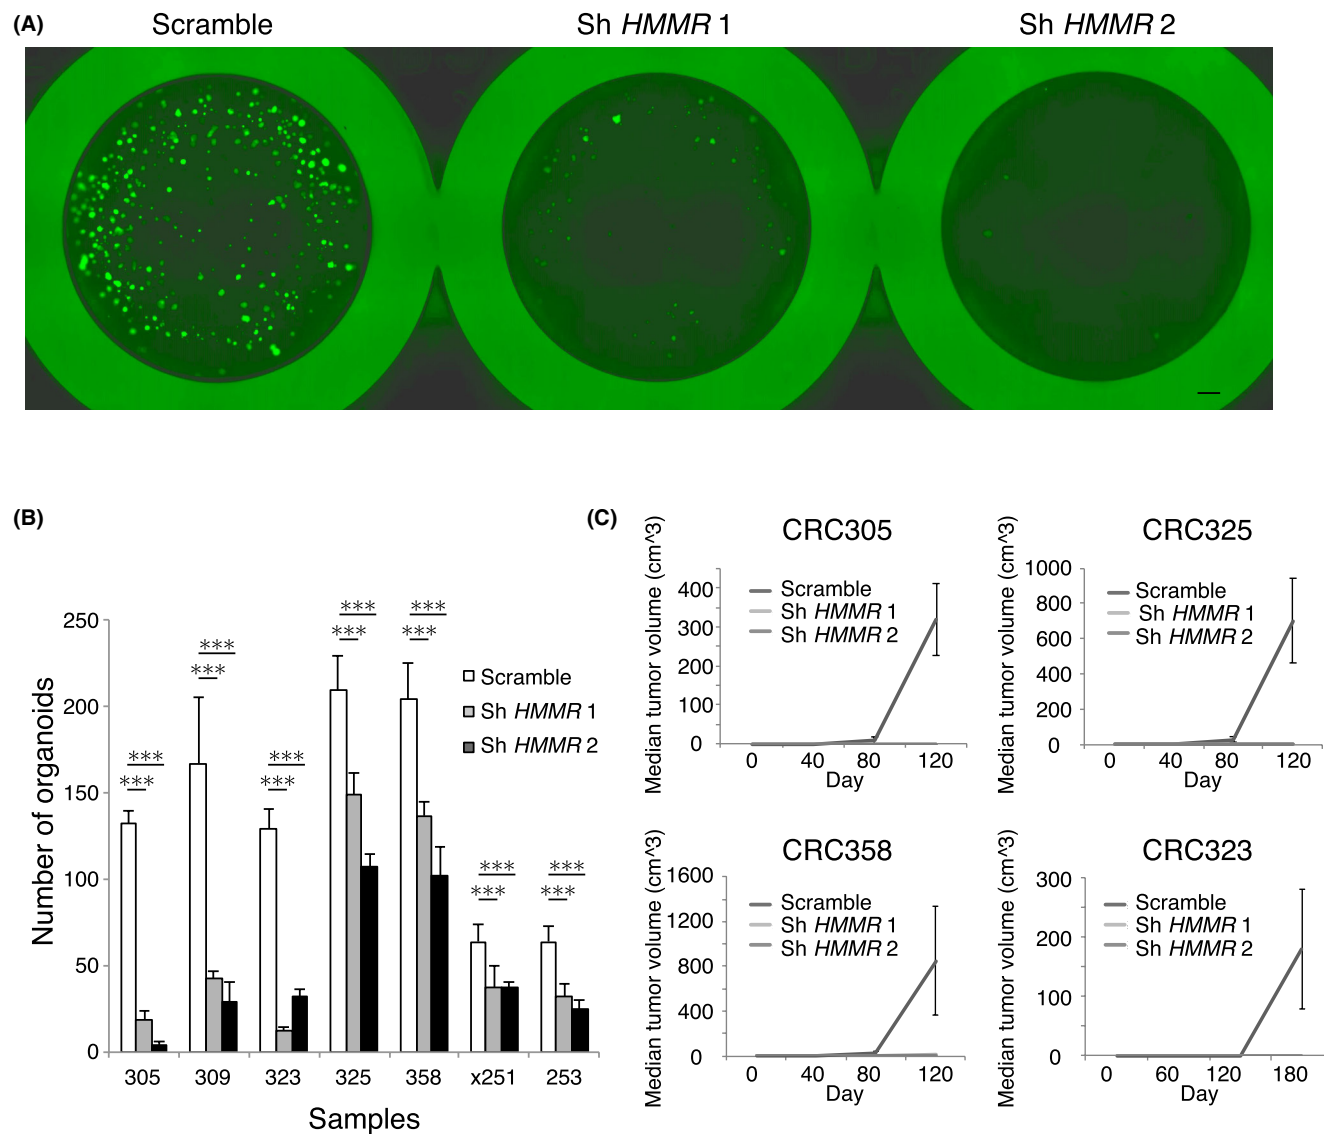 (A)
Scramble
Sh HMMR 1
Sh HMMR 2
(B)
Number of organoids
250
200
150
100
50
0
*** ***
*** ***
*** ***
*** ***
*** ***
*** ***
*** ***
Scramble
Sh HMMR 1
Sh HMMR 2
305 309 323 325 358 x251 253
Samples
(C)
CRC305
Median tumor volume (cm^3)
400
300
200
100
0
Scramble
Sh HMMR 1
Sh HMMR 2
0 40 80 120
Day
CRC325
Median tumor volume (cm^3)
1000
800
600
400
200
0
Scramble
Sh HMMR 1
Sh HMMR 2
0 40 80 120
Day
CRC358
Median tumor volume (cm^3)
1600
1200
800
400
0
Scramble
Sh HMMR 1
Sh HMMR 2
0 40 80 120
Day
CRC323
Median tumor volume (cm^3)
300
200
100
0
Scramble
Sh HMMR 1
Sh HMMR 2
0 60 120 180
Day